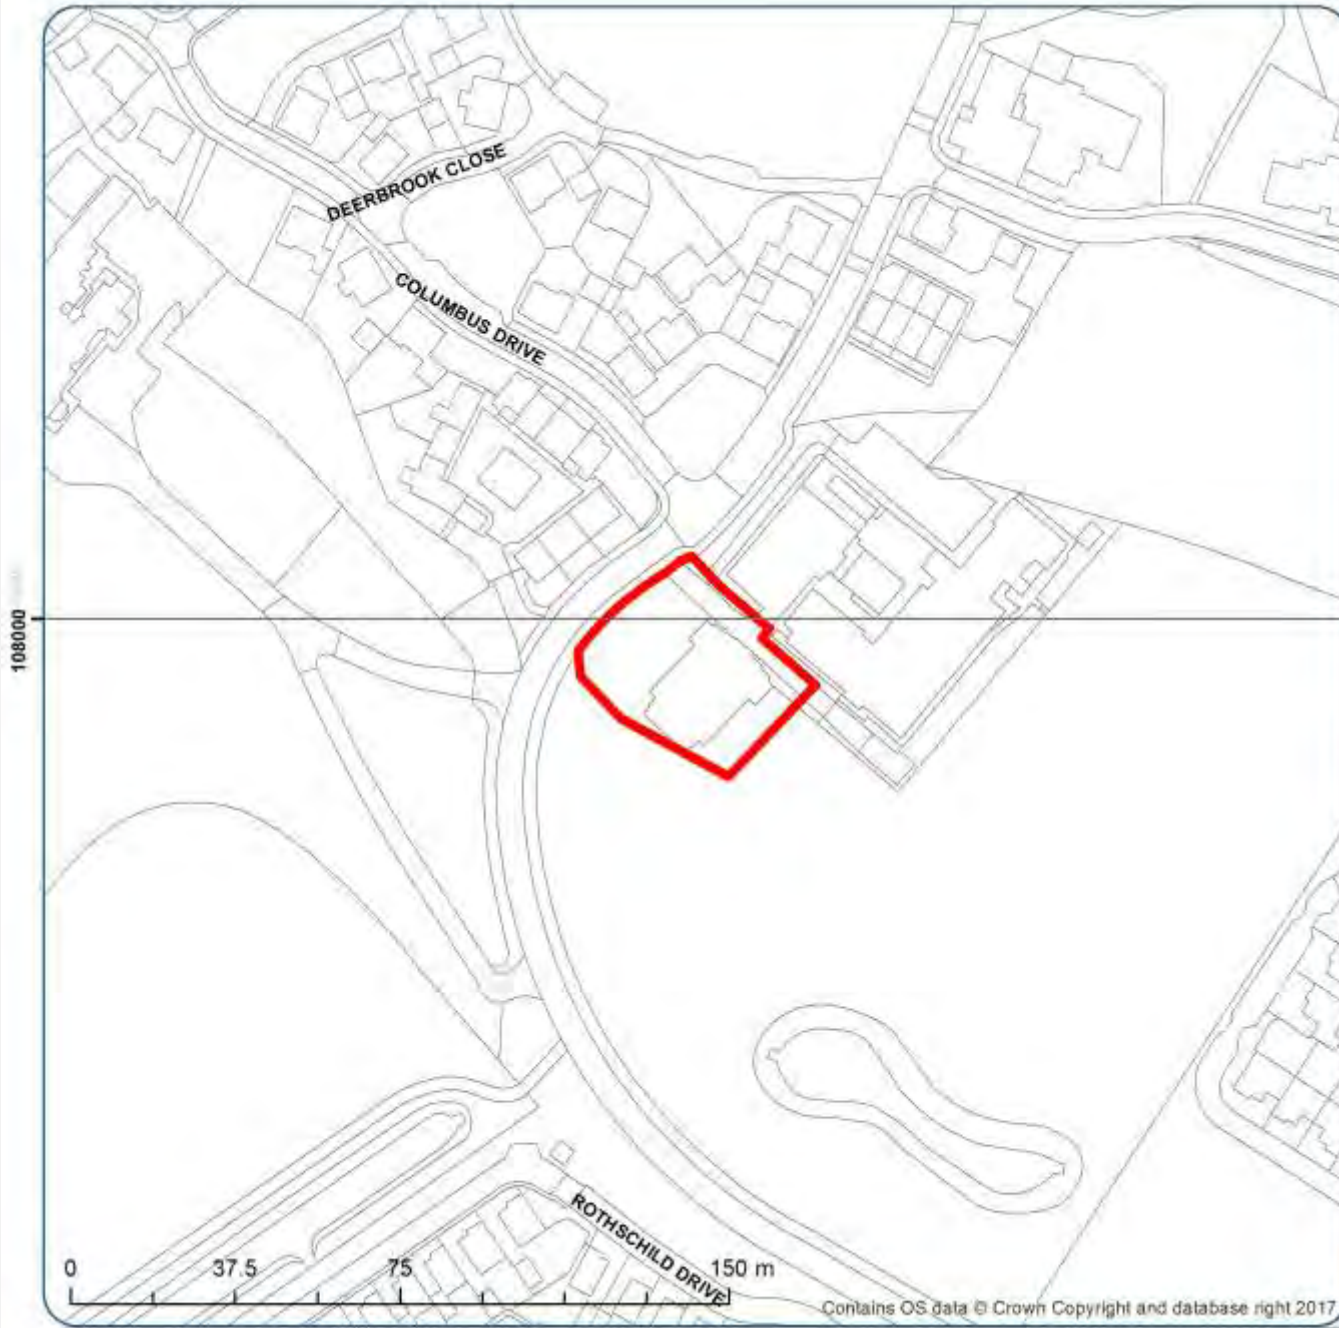 DEERBROOK CLOSE
COLUMBUS DRIVE
108000
ROTHSCHILD DRIVE
0 37.5 75 150 m
Contains OS data © Crown Copyright and database right 2017